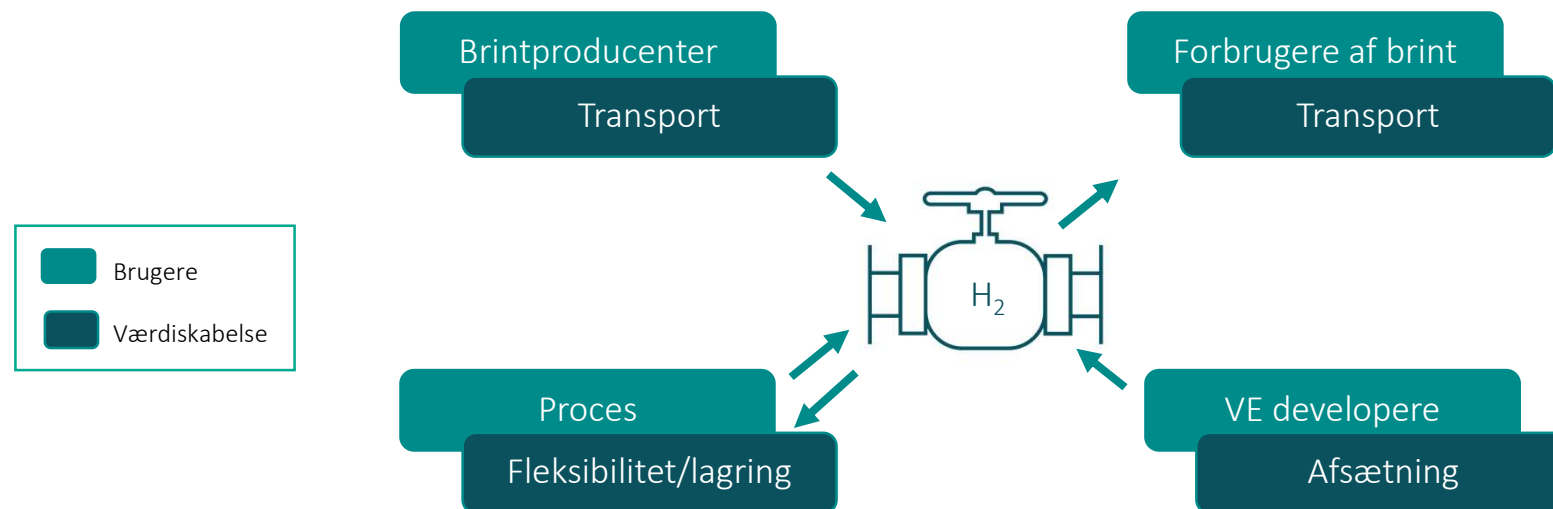 Brintproducenter
Transport
Forbrugere af brint
Transport
Brugere
Værdiskabelse
H₂
Proces
Fleksibilitet/lagring
VE developere
Afsætning